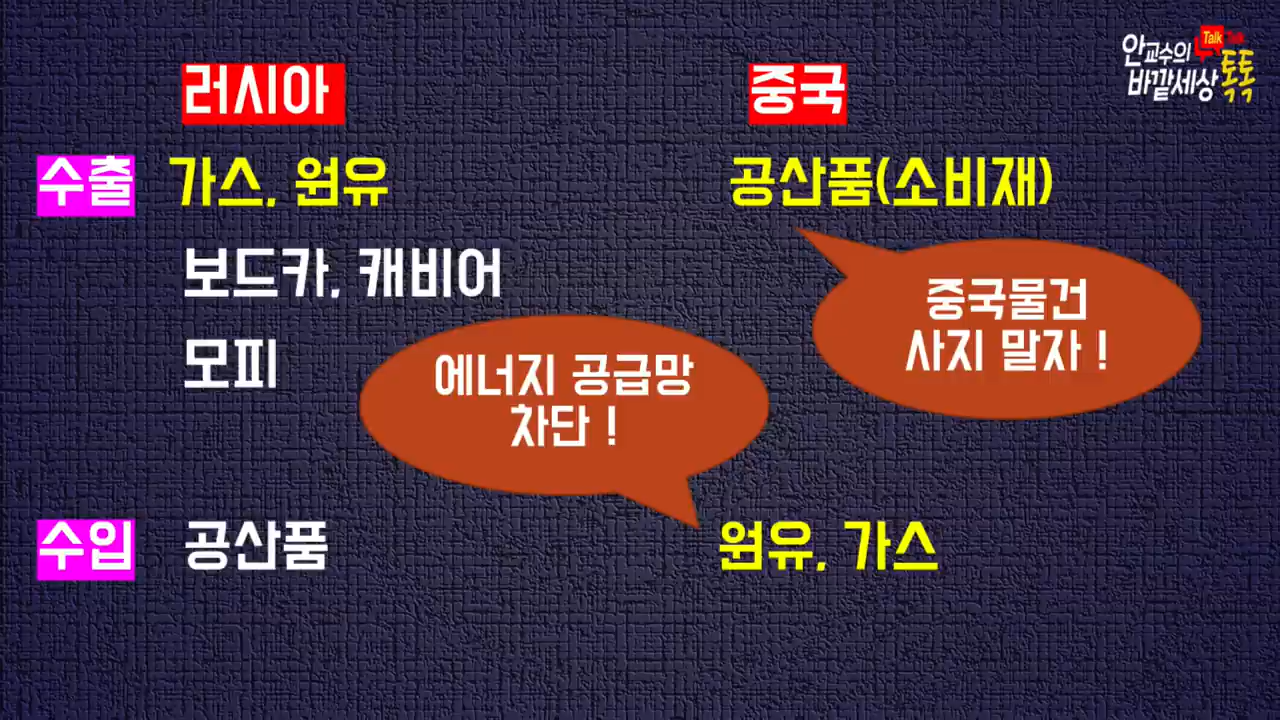 안교수의 Talk Talk
바깥세상 톡톡
러시아 중국
수출 가스, 원유 공산품(소비재)
보드카, 캐비어
모피
중국물건
사지 말자 !
에너지 공급망
차단 !
수입 공산품 원유, 가스